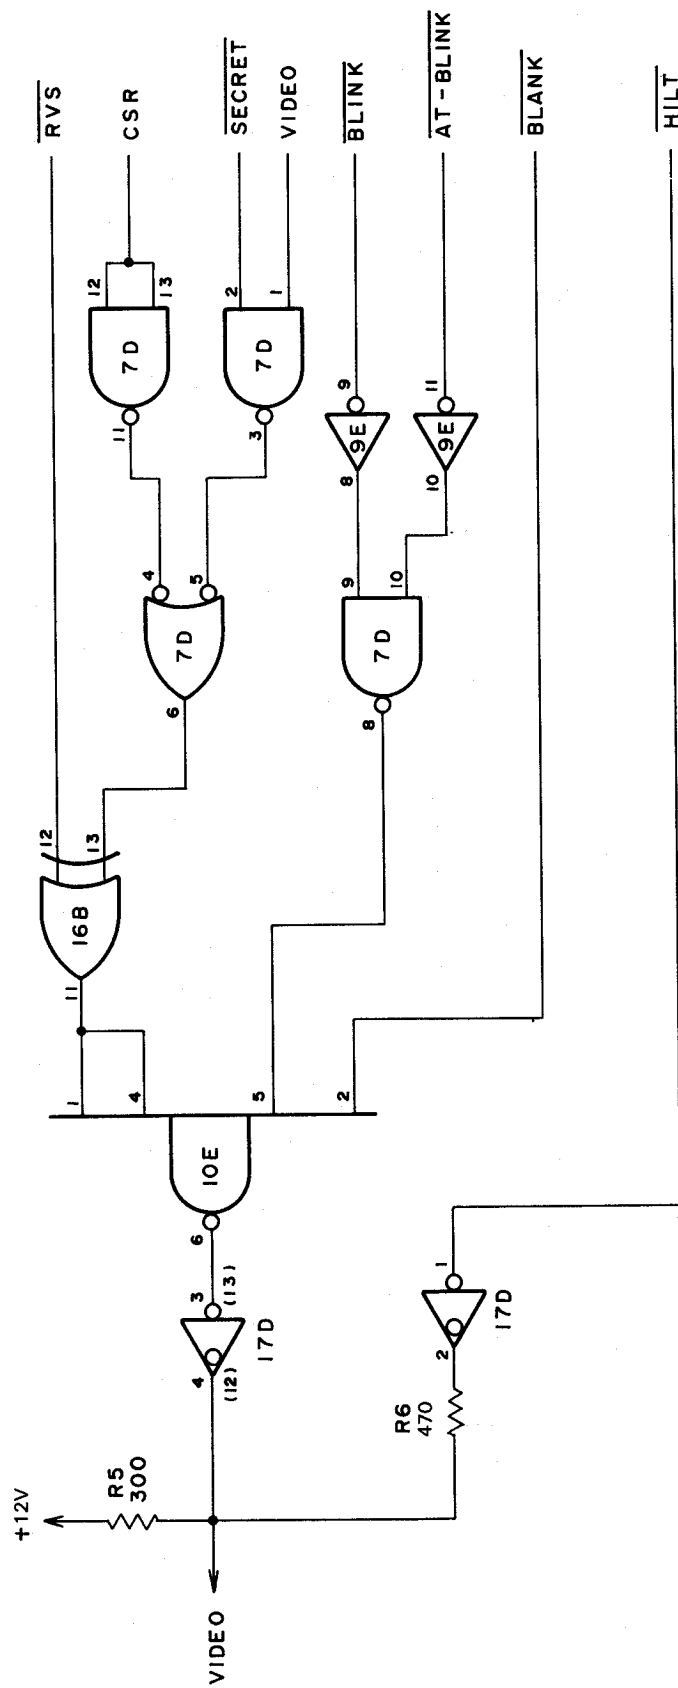 RVS
CSR
SECRET
VIDEO
BLINK
AT-BLINK
BLANK
HILT
12
13
7D
11
2
1
7D
3
9
9E
8
11
9E
10
4
5
7D
6
9
10
7D
8
12
13
16B
11
1
4
5
2
10E
6
3
(13)
17D
4
(12)
1
17D
2
R6
470
R5
300
+12V
VIDEO